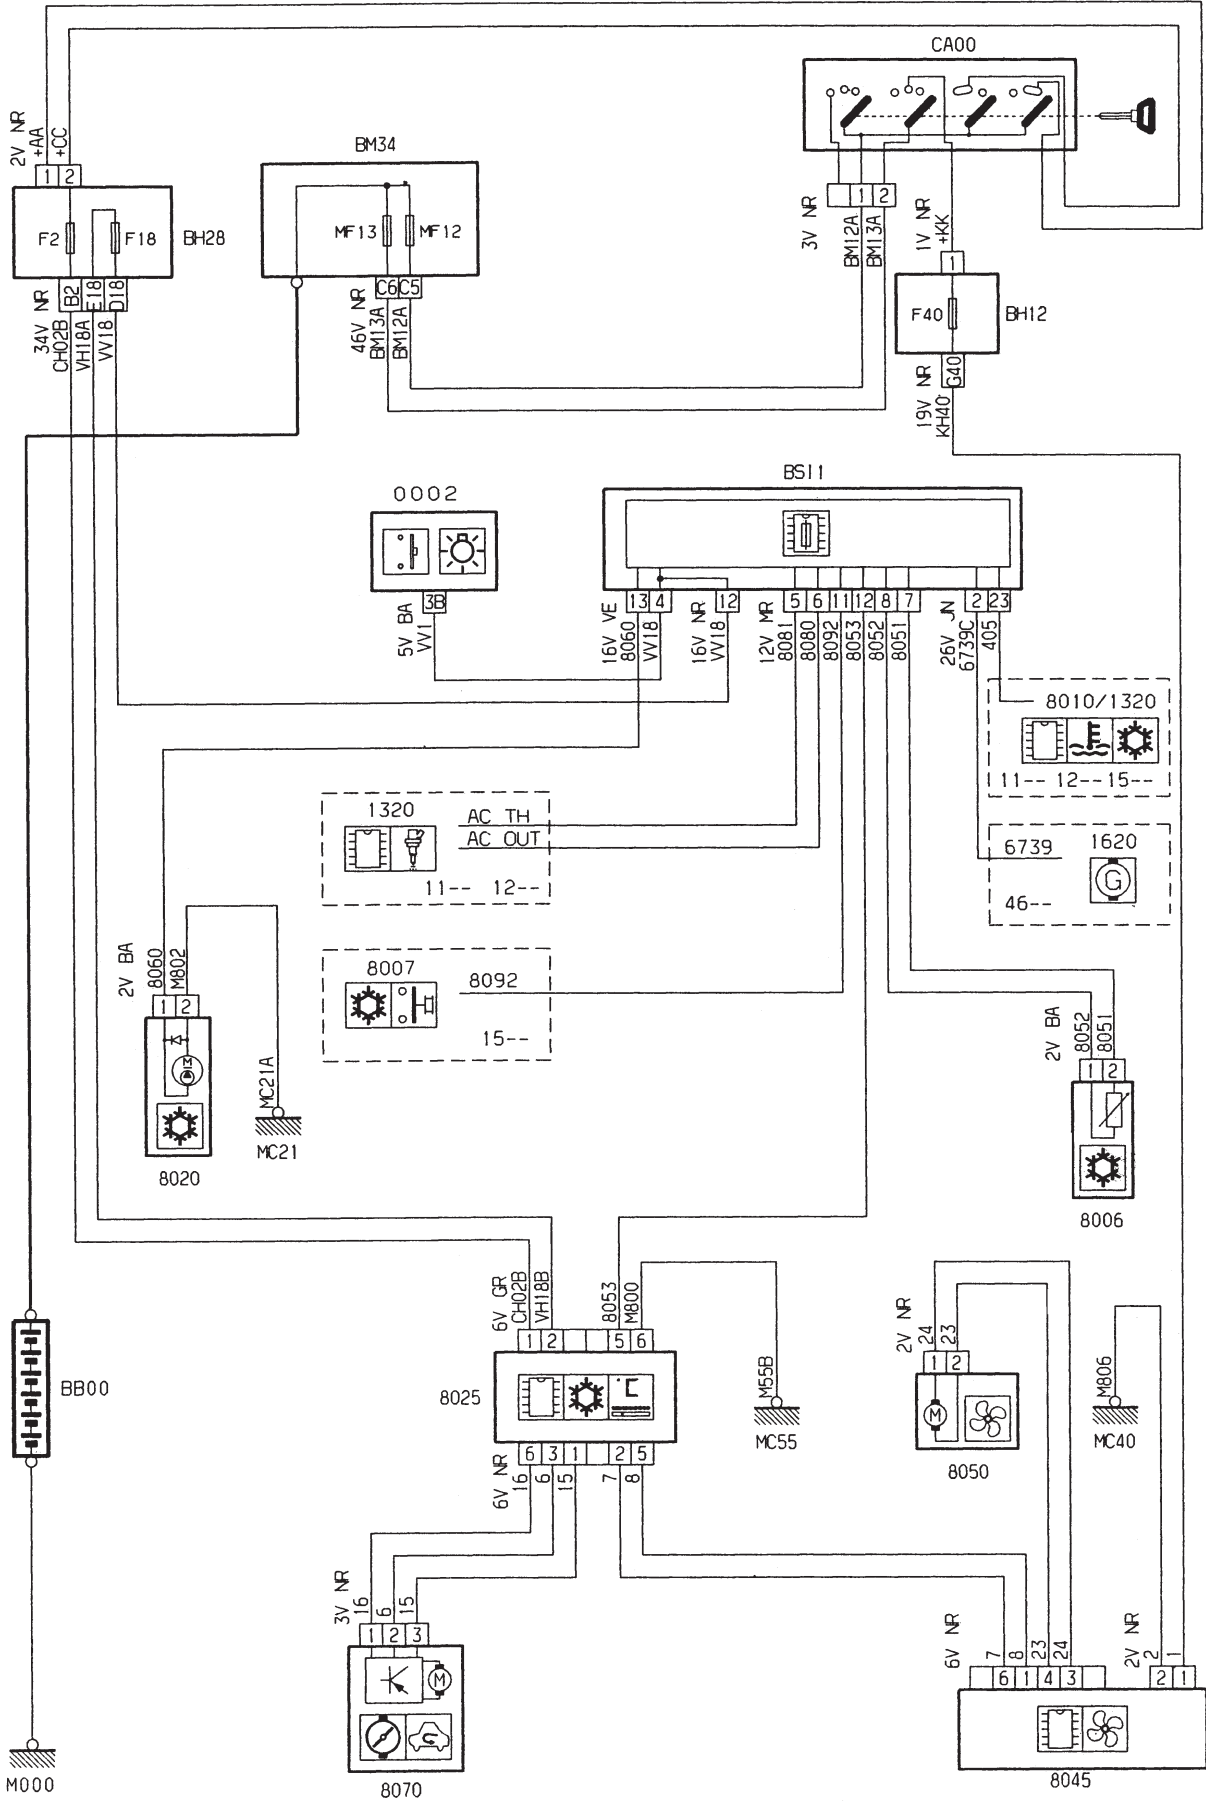 CA00
2V NR
+AA
+CC
1 2
F2
F18
BH28
B2 E18 D18
34V NR
CH02B
VH18A
VV18
BM34
MF13
MF12
C6 C5
46V NR
BM13A
BM12A
1 2
3V NR
BM12A
BM13A
1V NR
+KK
1
F40
BH12
G40
19V NR
KH40
0002
3B
5V BA
VV1
BSI1
13 4
12
5 6 11 12 8 7
2 23
16V VE
8060
VV18
16V NR
VV18
12V MR
8081
8080
8092
8053
8052
8051
26V JN
6739C
405
8010/1320
11-- 12--15--
1320
AC TH
AC OUT
11-- 12--
6739
1620
G
46--
8007
8092
15--
2V BA
8060
M802
1 2
M
8020
MC21A
MC21
2V BA
8052
8051
1 2
8006
6V GR
CH02B
VH18B
8053
M800
1 2 5 6
°C
8025
M55B
MC55
6 3 1 2 5
6V NR
16
6
15
7
8
2V NR
24
23
1 2
M
8050
M806
MC40
BB00
M000
3V NR
16
6
15
1 2 3
M
8070
6V NR
7
8
23
24
6 1 4 3
2V NR
2
1
2 1
8045